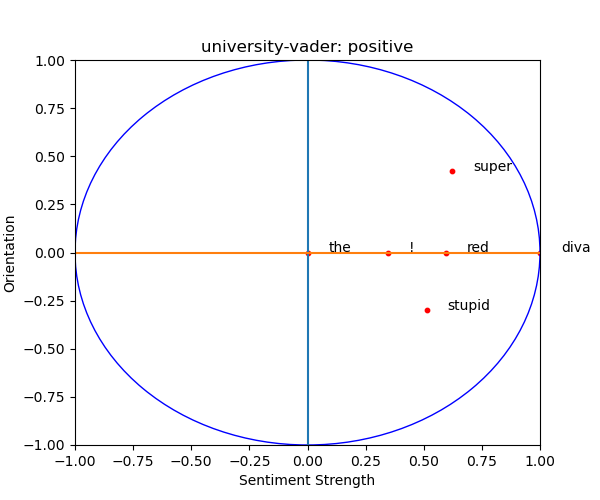 university-vader: positive
1.00
0.75
0.50
0.25
0.00
−0.25
−0.50
−0.75
−1.00
Orientation
super
the ! red diva
stupid
−1.00 −0.75 −0.50 −0.25 0.00 0.25 0.50 0.75 1.00
Sentiment Strength